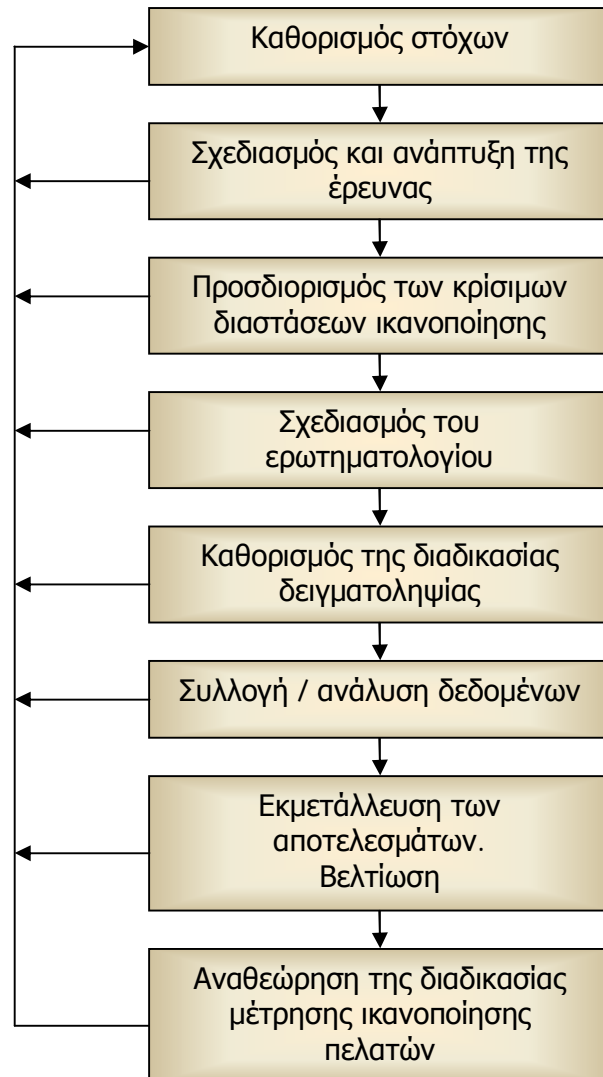 Καθορισμός στόχων
Σχεδιασμός και ανάπτυξη της
έρευνας
Προσδιορισμός των κρίσιμων
διαστάσεων ικανοποίησης
Σχεδιασμός του
ερωτηματολογίου
Καθορισμός της διαδικασίας
δειγματοληψίας
Συλλογή / ανάλυση δεδομένων
Εκμετάλλευση των
αποτελεσμάτων.
Βελτίωση
Αναθεώρηση της διαδικασίας
μέτρησης ικανοποίησης
πελατών